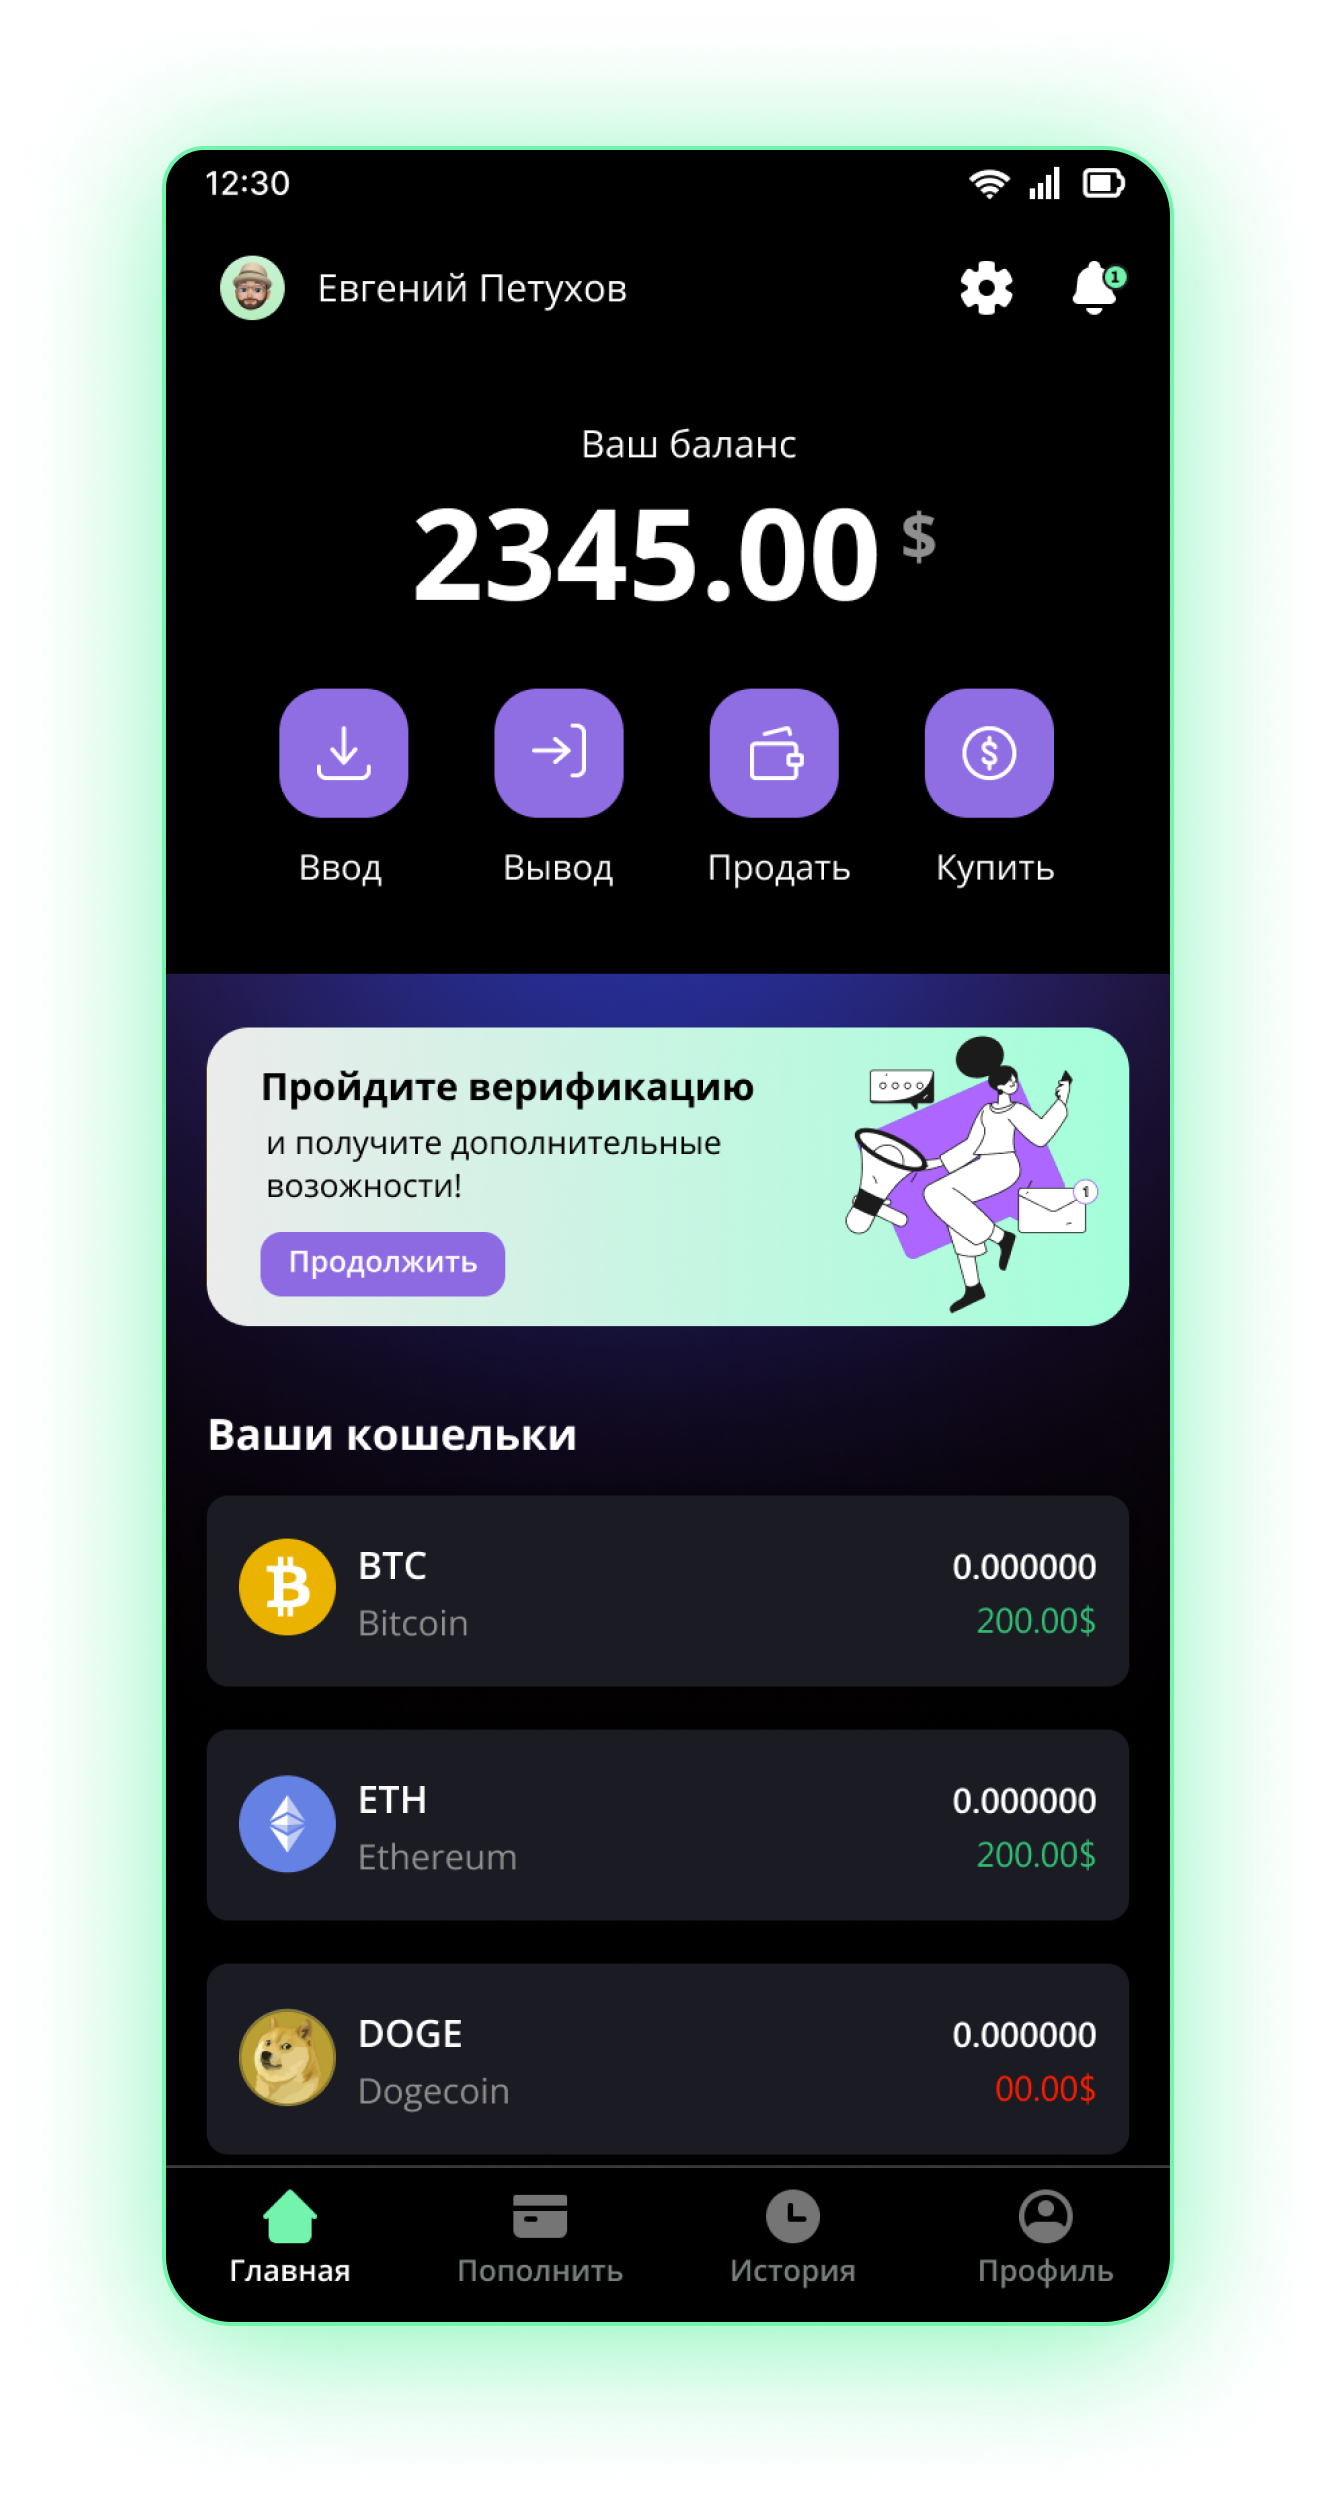 12:30
Евгений Петухов
1
Ваш баланс
2345.00 $
Ввод Вывод Продать Купить
Пройдите верификацию
и получите дополнительные
возожности!
1
Продолжить
Ваши кошельки
BTC 0.000000
Bitcoin 200.00$
ETH 0.000000
Ethereum 200.00$
DOGE 0.000000
Dogecoin 00.00$
Главная Пополнить История Профиль